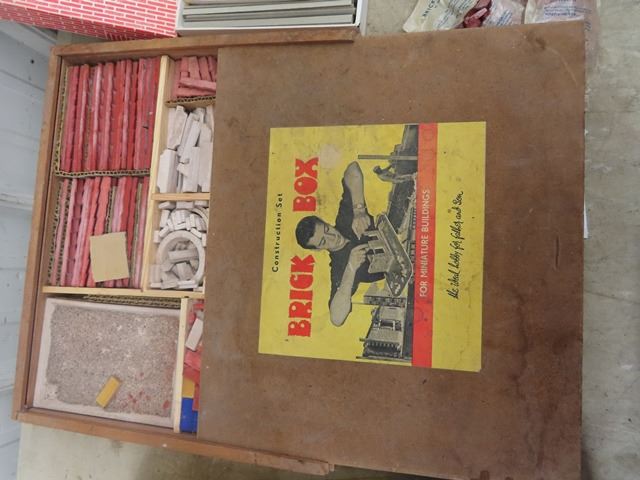 Construction Set
BRICK BOX
FOR MINIATURE BUILDINGS
the ideal hobby for father and son